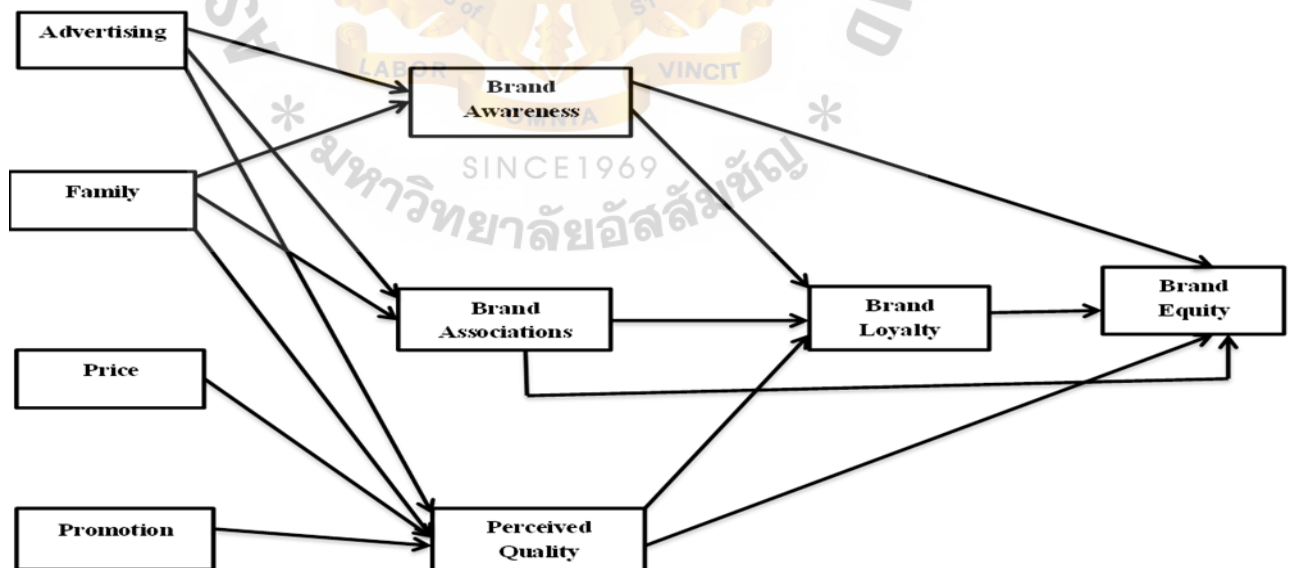 Advertising
LABOR
VINCIT
Brand
Awareness
OMNIA
SINCE1969
มหาวิทยาลัยอัสสัมชัญ
Family
Brand
Associations
Brand
Loyalty
Brand
Equity
Price
Promotion
Perceived
Quality